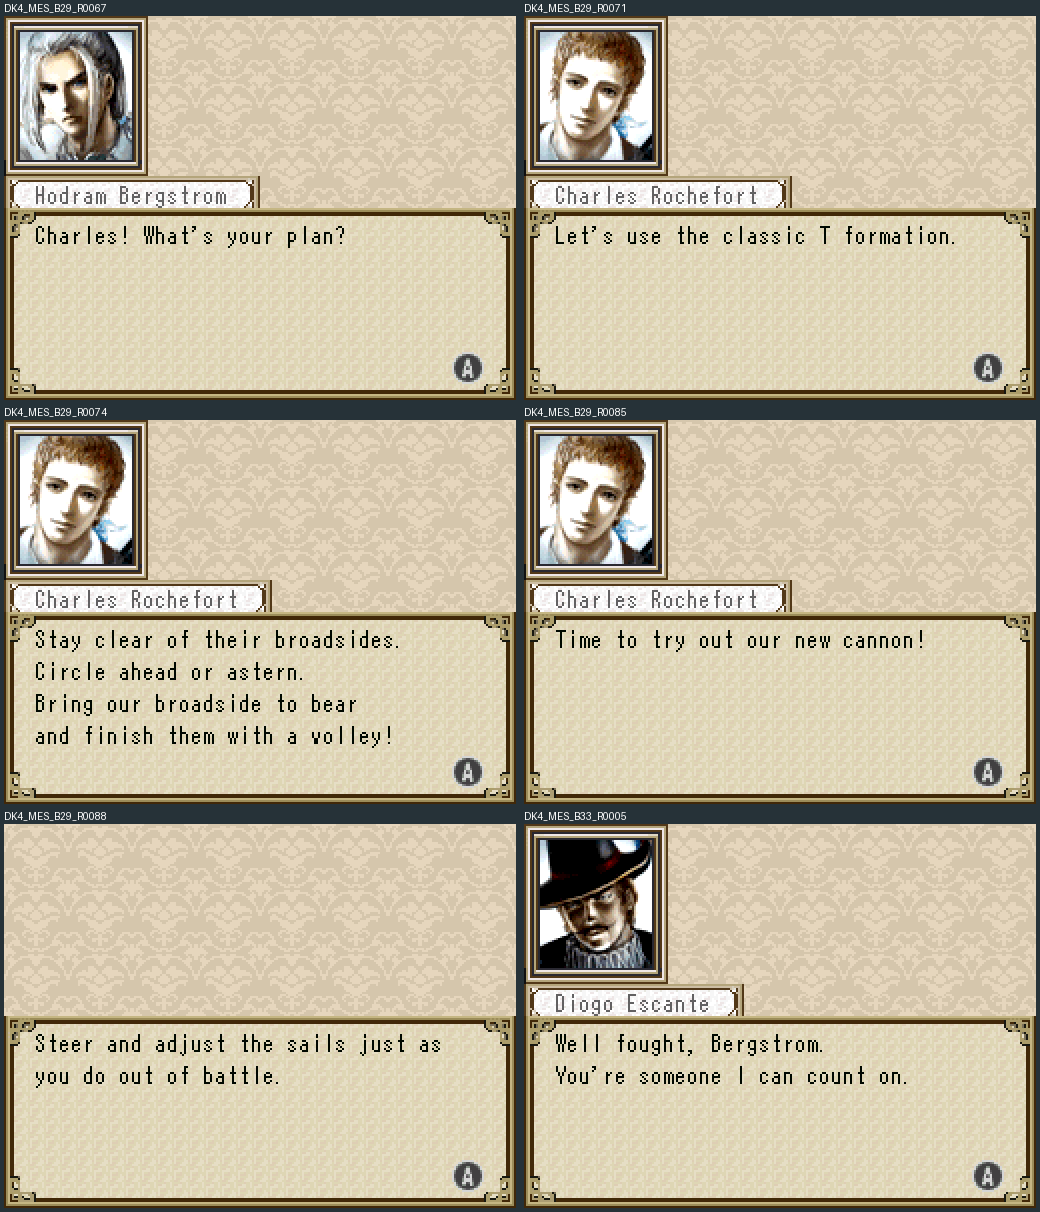 DK4_MES_B29_R0067
Hodram Bergstrom
Charles! What's your plan?
A
DK4_MES_B29_R0071
Charles Rochefort
Let's use the classic T formation.
A
DK4_MES_B29_R0074
Charles Rochefort
Stay clear of their broadsides.
Circle ahead or astern.
Bring our broadside to bear
and finish them with a volley!
A
DK4_MES_B29_R0085
Charles Rochefort
Time to try out our new cannon!
A
DK4_MES_B29_R0088
Steer and adjust the sails just as
you do out of battle.
A
DK4_MES_B33_R0005
Diogo Escante
Well fought, Bergstrom.
You're someone I can count on.
A